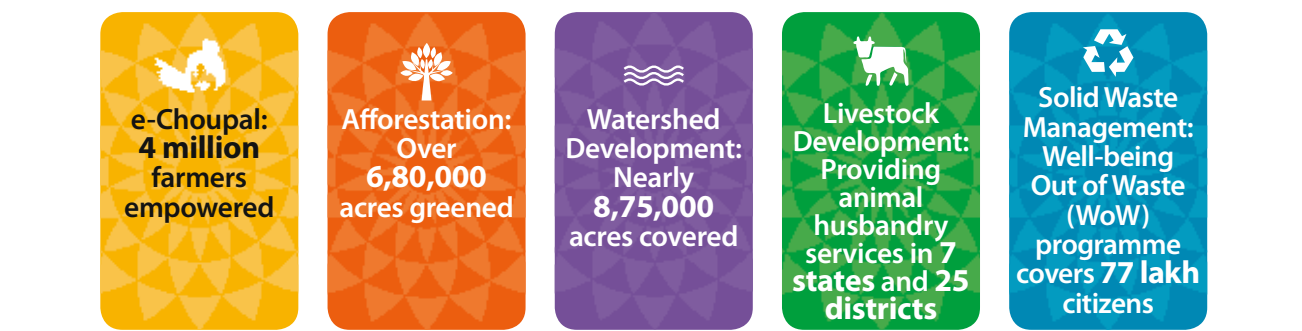 e-Choupal:
4 million
farmers
empowered
Afforestation:
Over
6,80,000
acres greened
Watershed
Development:
Nearly
8,75,000
acres covered
Livestock
Development:
Providing
animal
husbandry
services in 7
states and 25
districts
Solid Waste
Management:
Well-being
Out of Waste
(WoW)
programme
covers 77 lakh
citizens